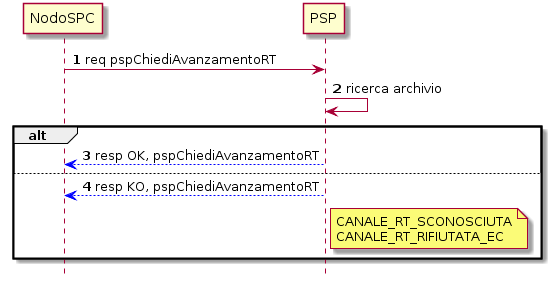 NodoSPC
PSP
1 req pspChiediAvanzamentoRT
2 ricerca archivio
alt
3 resp OK, pspChiediAvanzamentoRT
4 resp KO, pspChiediAvanzamentoRT
CANALE_RT_SCONOSCIUTA
CANALE_RT_RIFIUTATA_EC